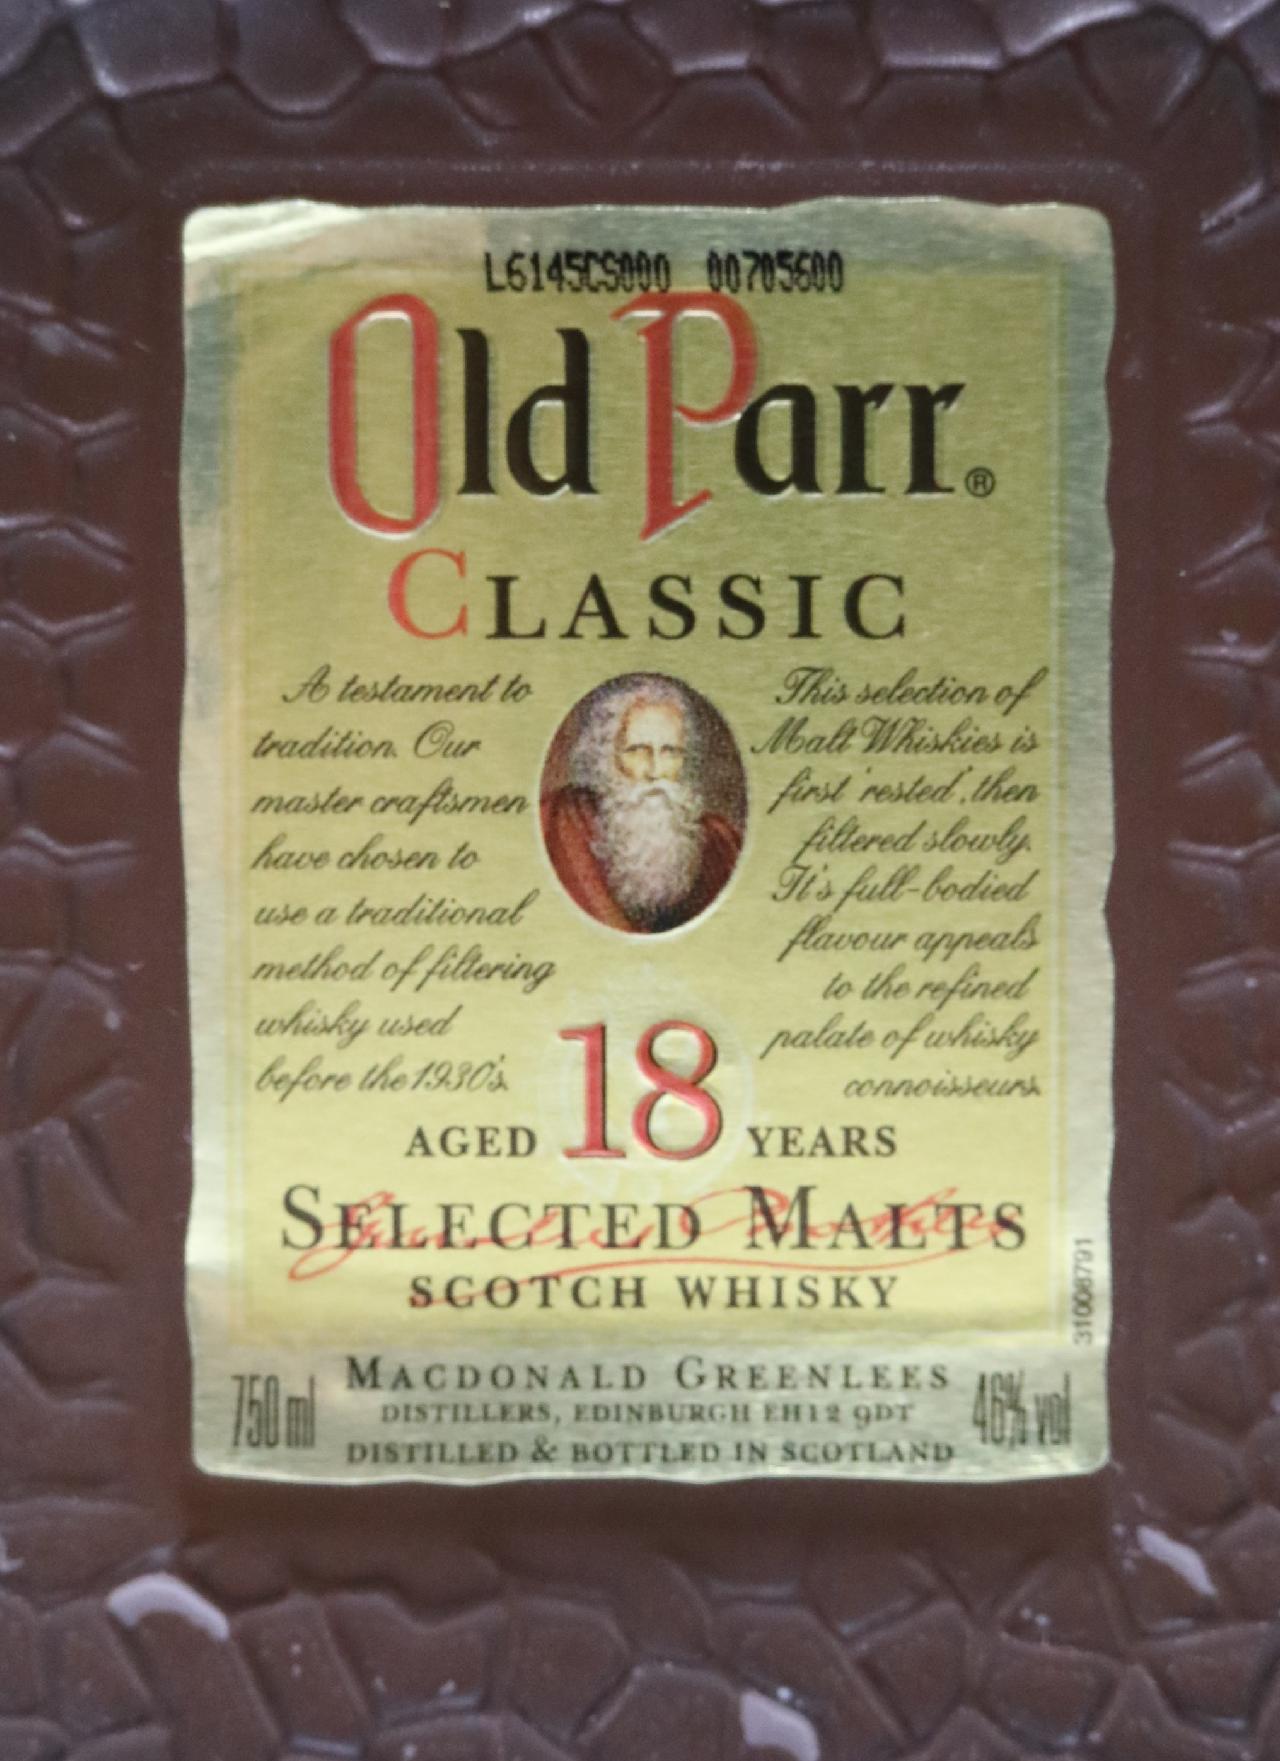 L6145CS000 00705600
Old Parr®
CLASSIC
A testament to
tradition. Our
master craftsmen
have chosen to
use a traditional
method of filtering
whisky used
before the 1930's.
This selection of
Malt Whiskies is
first 'rested', then
filtered slowly.
It's full-bodied
flavour appeals
to the refined
palate of whisky
connoisseurs.
AGED 18 YEARS
SELECTED MALTS
SCOTCH WHISKY
31008791
750 ml
MACDONALD GREENLEES
DISTILLERS, EDINBURGH EH12 9DT
DISTILLED & BOTTLED IN SCOTLAND
46% vol